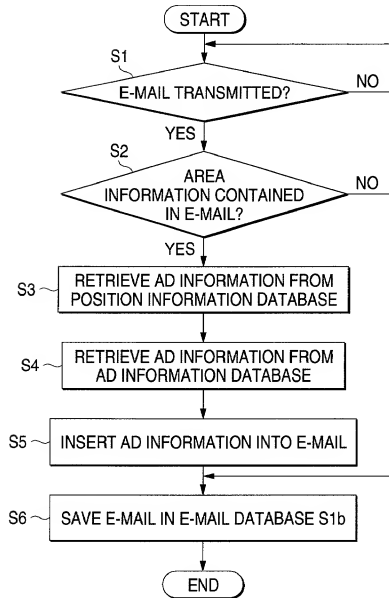 START
S1
E-MAIL TRANSMITTED?
NO
YES
S2
AREA
INFORMATION CONTAINED
IN E-MAIL?
NO
YES
S3
RETRIEVE AD INFORMATION FROM
POSITION INFORMATION DATABASE
S4
RETRIEVE AD INFORMATION FROM
AD INFORMATION DATABASE
S5
INSERT AD INFORMATION INTO E-MAIL
S6
SAVE E-MAIL IN E-MAIL DATABASE S1b
END